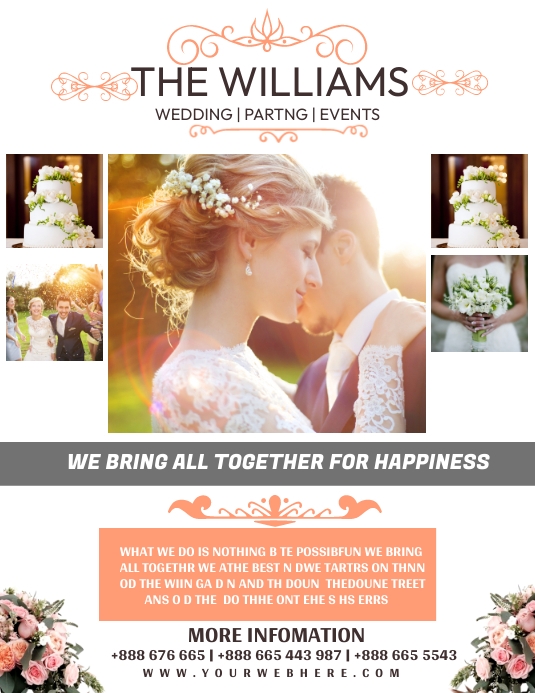 THE WILLIAMS
WEDDING | PARTNG | EVENTS
WE BRING ALL TOGETHER FOR HAPPINESS
WHAT WE DO IS NOTHING B TE POSSIBFUN WE BRING
ALL TOGETHR WE ATHE BEST N DWE TARTRS ON THNN
OD THE WIIN GA D N AND TH DOUN THEDOUNE TREET
ANS O D THE DO THHE ONT EHE S HS ERRS
MORE INFOMATION
+888 676 665 | +888 665 443 987 | +888 665 5543
WWW.YOURWEBHERE.COM